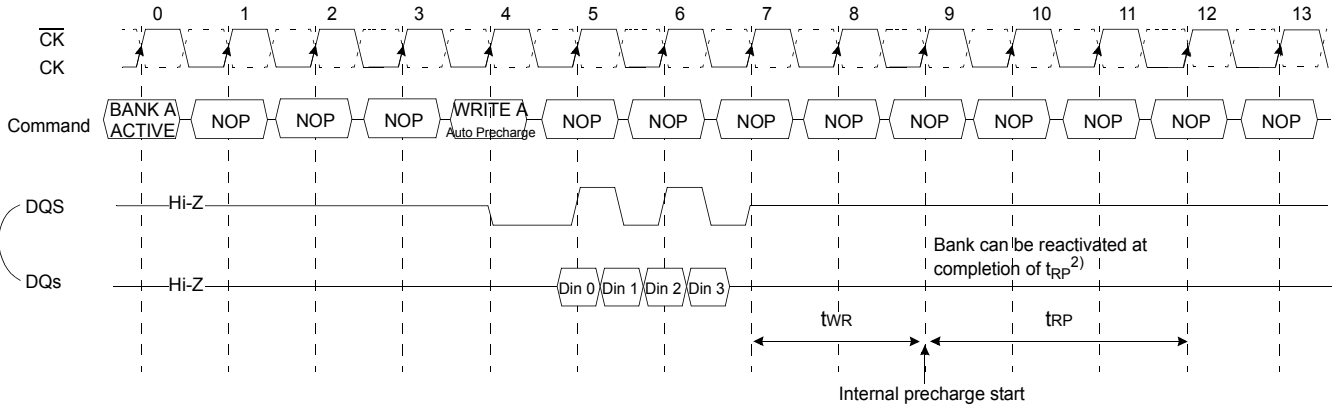 0 1 2 3 4 5 6 7 8 9 10 11 12 13
CK
CK
Command
BANK A
ACTIVE
NOP NOP NOP
WRITE A
Auto Precharge
NOP NOP NOP NOP NOP NOP NOP NOP NOP
DQS
Hi-Z
Bank can be reactivated at
completion of tRP2)
DQs
Hi-Z
Din 0 Din 1 Din 2 Din 3
tWR tRP
Internal precharge start